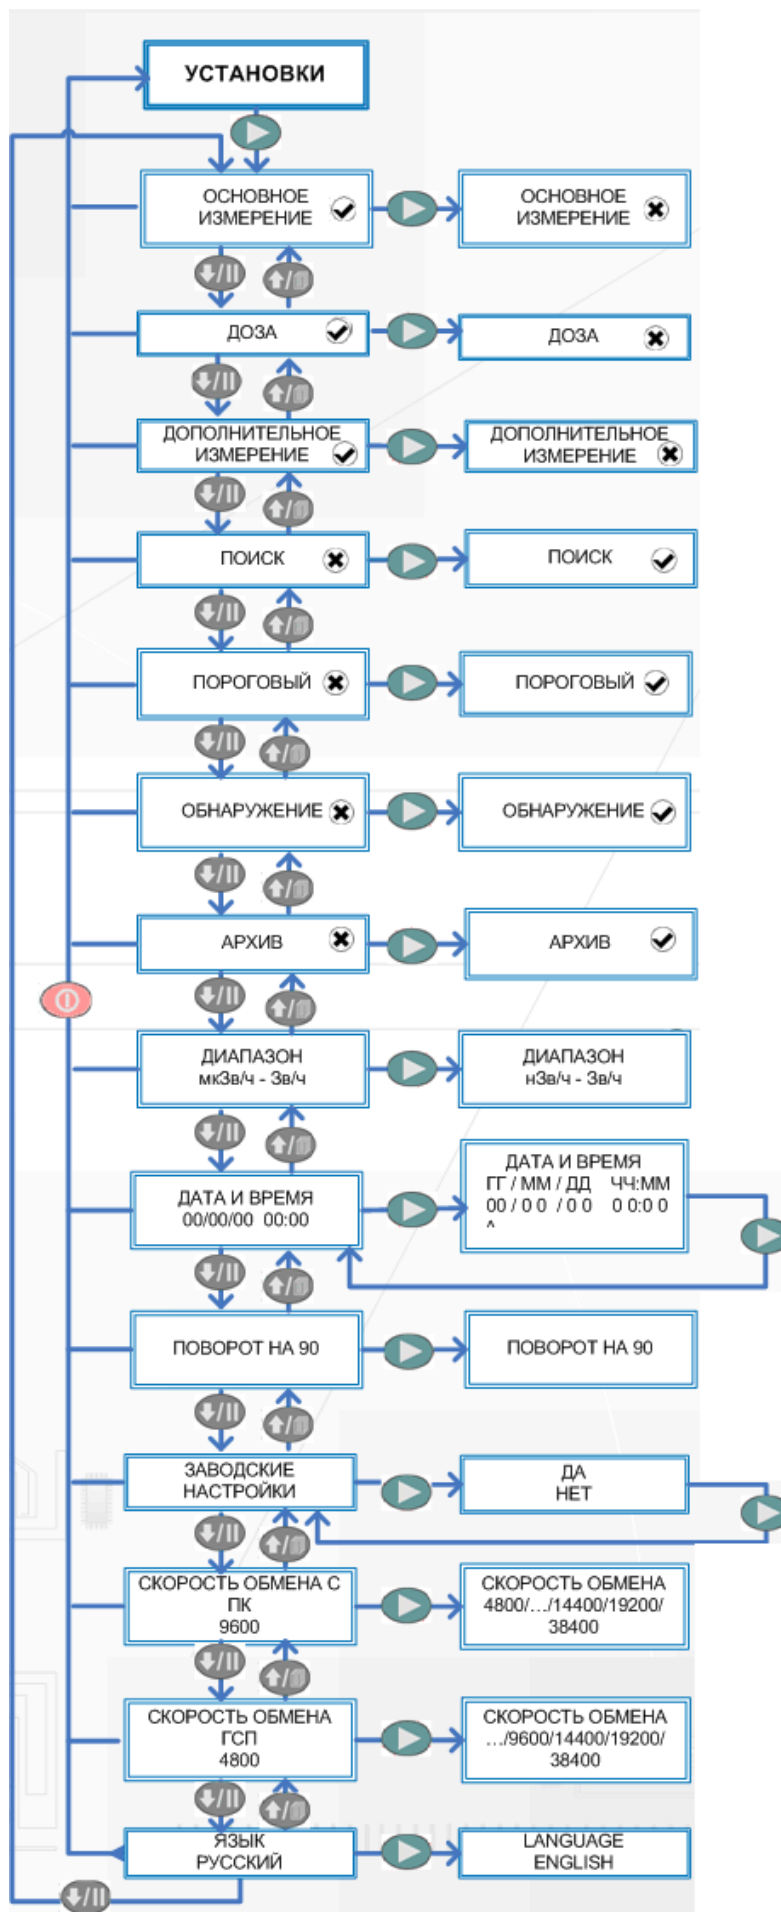 УСТАНОВКИ
ОСНОВНОЕ
ИЗМЕРЕНИЕ
ОСНОВНОЕ
ИЗМЕРЕНИЕ
ДОЗА
ДОЗА
ДОПОЛНИТЕЛЬНОЕ
ИЗМЕРЕНИЕ
ДОПОЛНИТЕЛЬНОЕ
ИЗМЕРЕНИЕ
ПОИСК
ПОИСК
ПОРОГОВЫЙ
ПОРОГОВЫЙ
ОБНАРУЖЕНИЕ
ОБНАРУЖЕНИЕ
АРХИВ
АРХИВ
ДИАПАЗОН
мкЗв/ч - Зв/ч
ДИАПАЗОН
нЗв/ч - Зв/ч
ДАТА И ВРЕМЯ
00/00/00 00:00
ДАТА И ВРЕМЯ
ГГ / ММ / ДД ЧЧ:ММ
00 / 0 0 / 0 0 0 0:0 0
^
ПОВОРОТ НА 90
ПОВОРОТ НА 90
ЗАВОДСКИЕ
НАСТРОЙКИ
ДА
НЕТ
СКОРОСТЬ ОБМЕНА С
ПК
9600
СКОРОСТЬ ОБМЕНА
4800/…/14400/19200/
38400
СКОРОСТЬ ОБМЕНА
ГСП
4800
СКОРОСТЬ ОБМЕНА
…/9600/14400/19200/
38400
ЯЗЫК
РУССКИЙ
LANGUAGE
ENGLISH